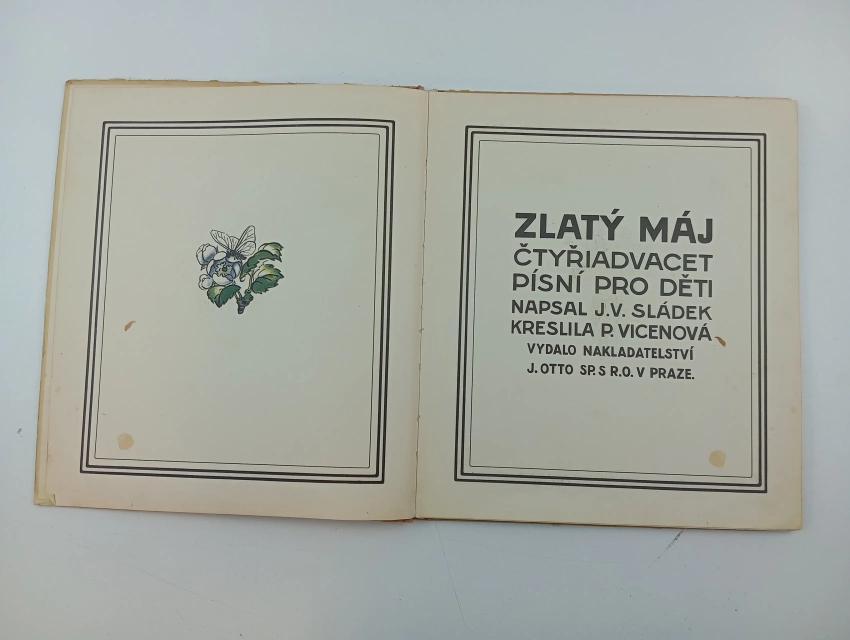 ZLATÝ MÁJ
ČTYŘIADVACET
PÍSNÍ PRO DĚTI
NAPSAL J.V. SLÁDEK
KRESLILA P. VICENOVÁ
VYDALO NAKLADATELSTVÍ
J. OTTO SP. S R.O. V PRAZE.